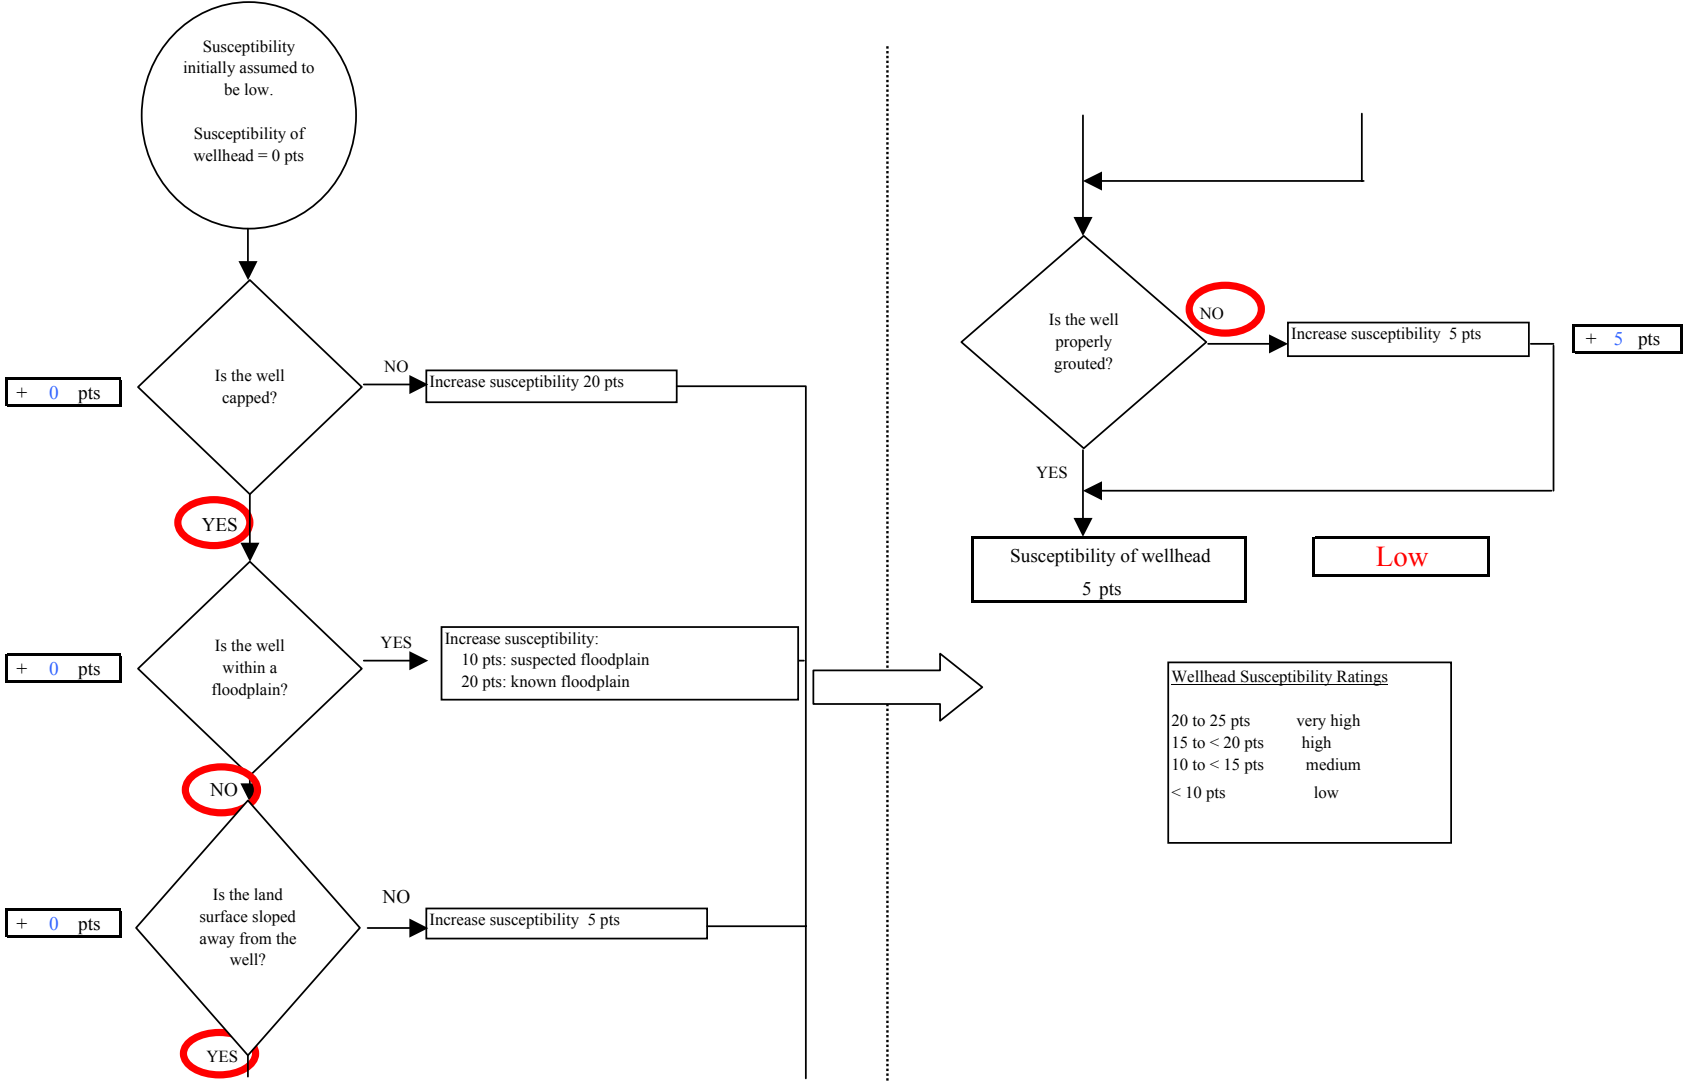 Susceptibility
initially assumed to
be low.
Susceptibility of
wellhead = 0 pts
Is the well
capped?
NO
Increase susceptibility 20 pts
+ 0 pts
YES
Is the well
within a
floodplain?
YES
Increase susceptibility:
10 pts: suspected floodplain
20 pts: known floodplain
+ 0 pts
NO
Is the land
surface sloped
away from the
well?
NO
Increase susceptibility 5 pts
+ 0 pts
YES
Is the well
properly
grouted?
NO
Increase susceptibility 5 pts
+ 5 pts
YES
Susceptibility of wellhead
5 pts
Low
Wellhead Susceptibility Ratings
20 to 25 pts very high
15 to < 20 pts high
10 to < 15 pts medium
< 10 pts low